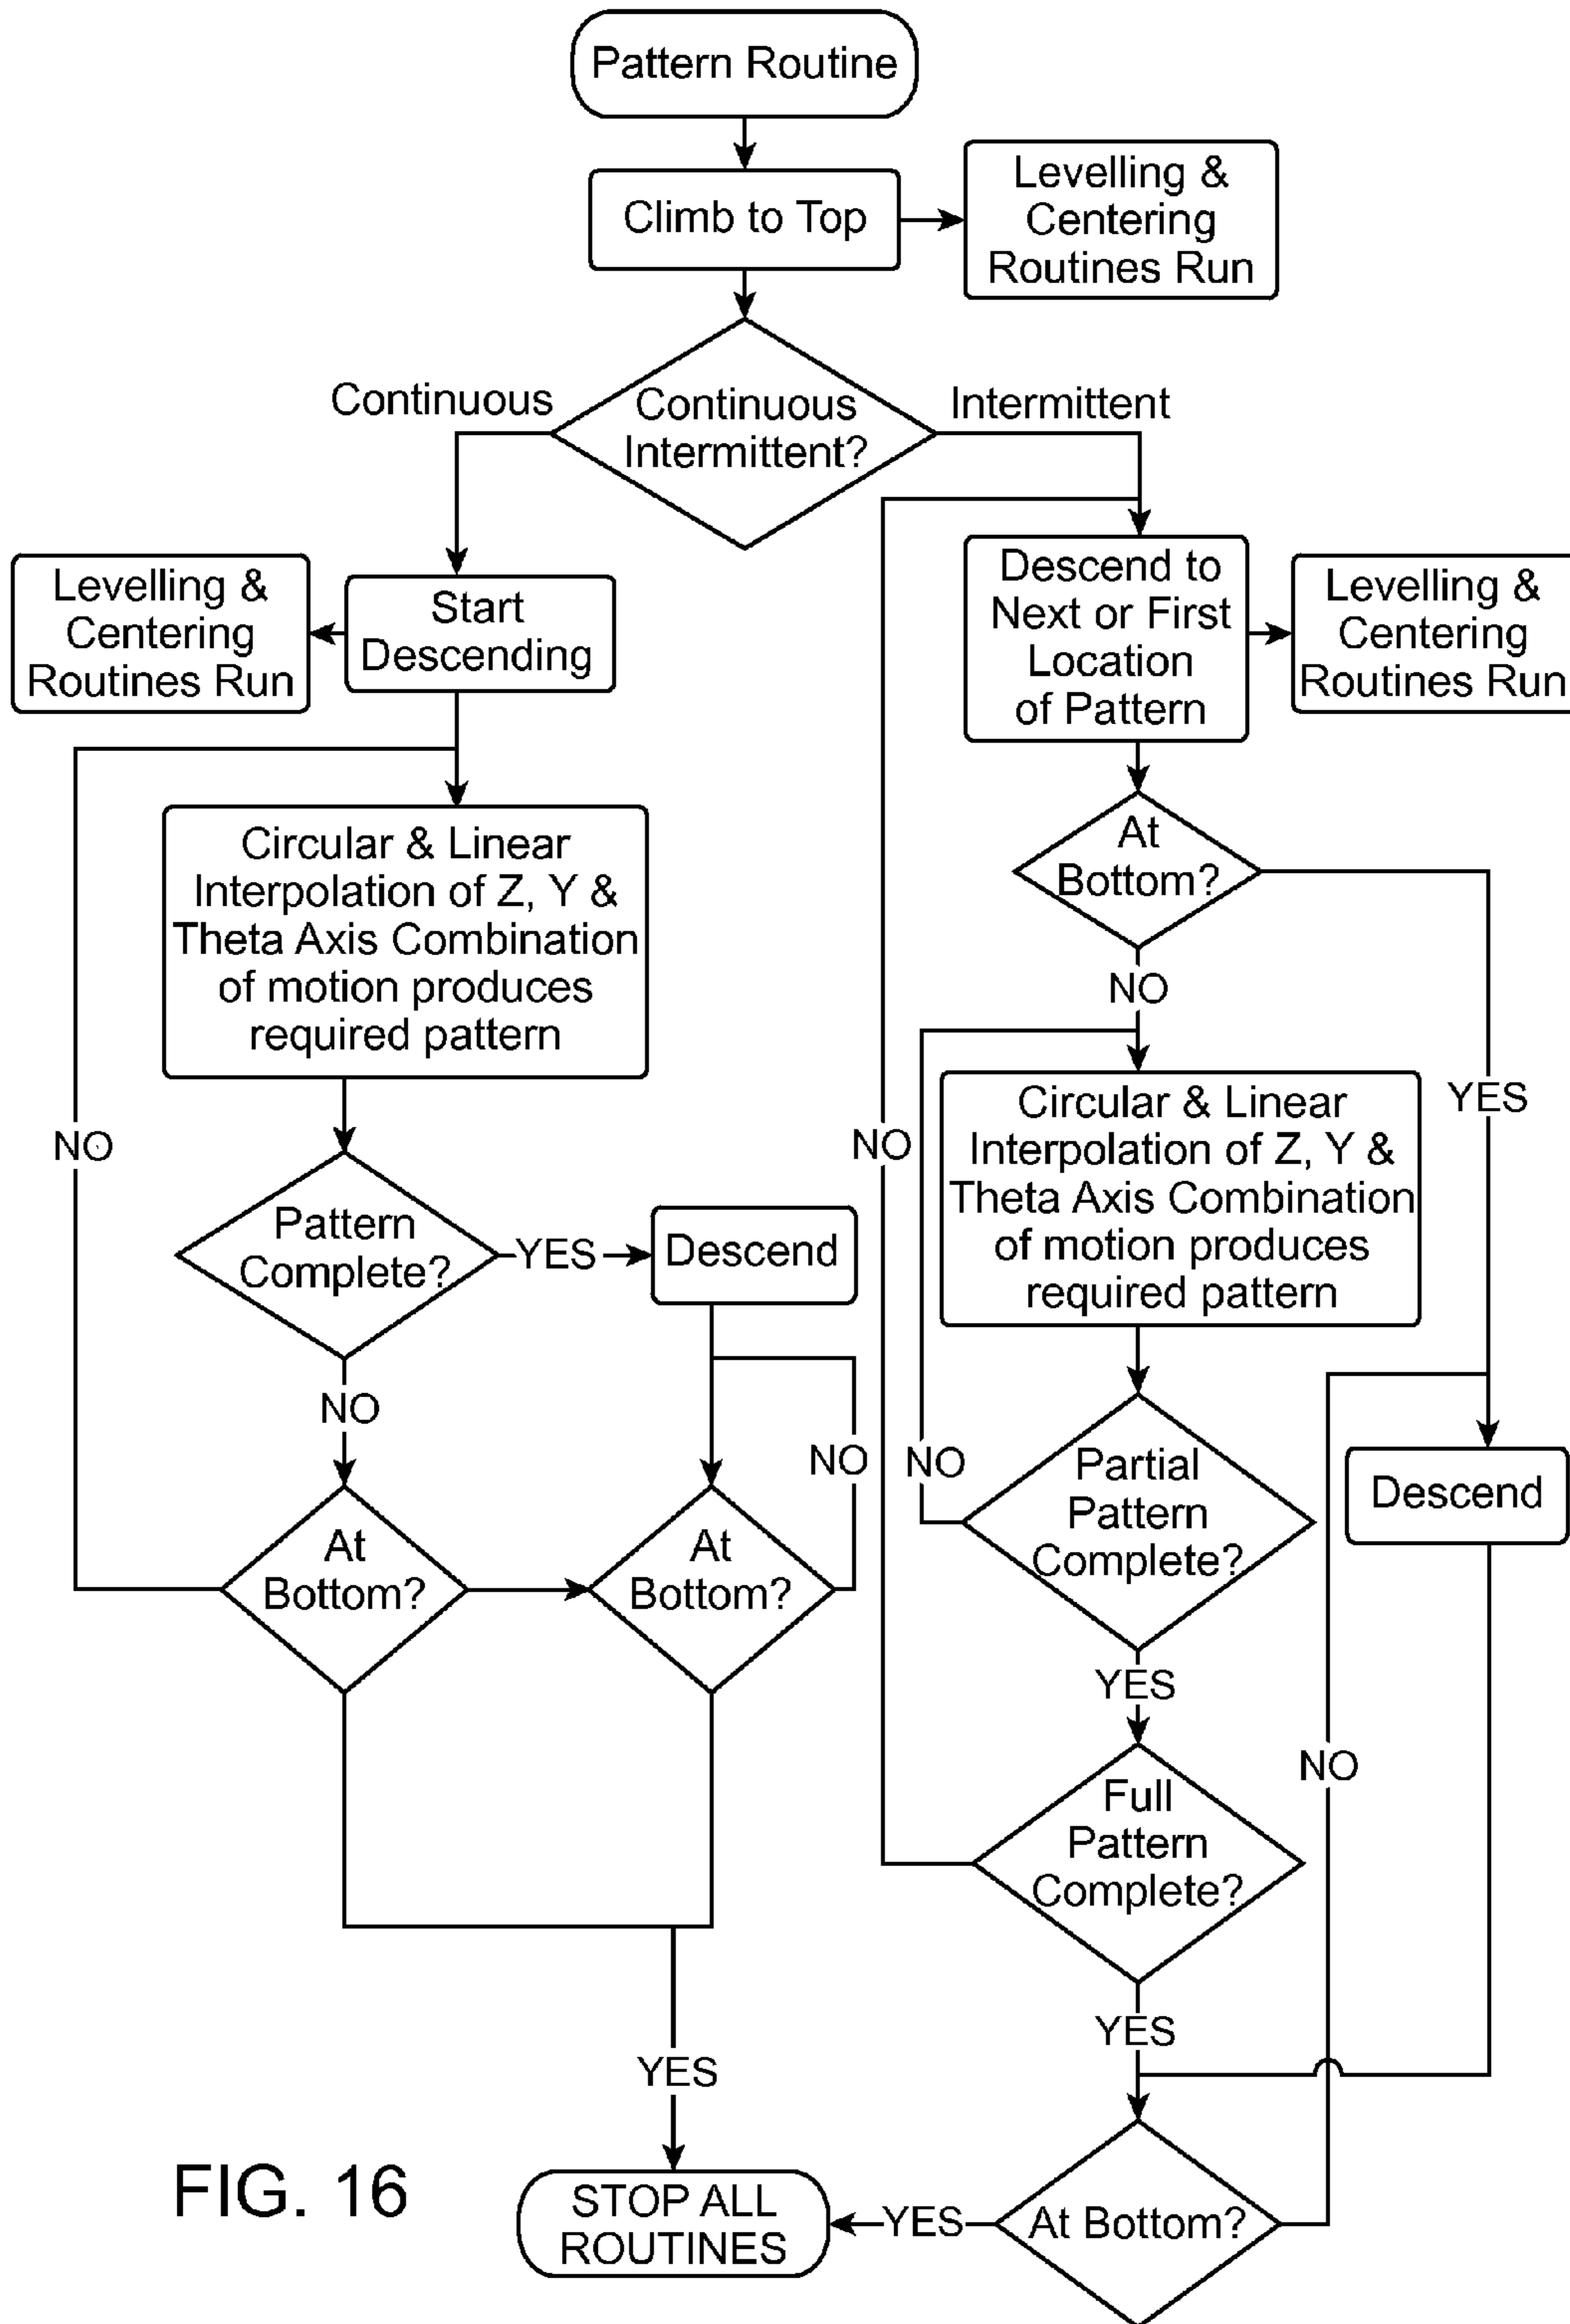 Pattern Routine
Climb to Top
Levelling &
Centering
Routines Run
Continuous
Continuous
Intermittent?
Intermittent
Levelling &
Centering
Routines Run
Start
Descending
Descend to
Next or First
Location
of Pattern
Levelling &
Centering
Routines Run
Circular & Linear
Interpolation of Z, Y &
Theta Axis Combination
of motion produces
required pattern
At
Bottom?
NO
YES
Circular & Linear
Interpolation of Z, Y &
Theta Axis Combination
of motion produces
required pattern
NO
NO
Pattern
Complete?
YES
Descend
NO
NO
NO
Partial
Pattern
Complete?
Descend
At
Bottom?
At
Bottom?
YES
NO
Full
Pattern
Complete?
YES
YES
FIG. 16
STOP ALL
ROUTINES
YES
At Bottom?